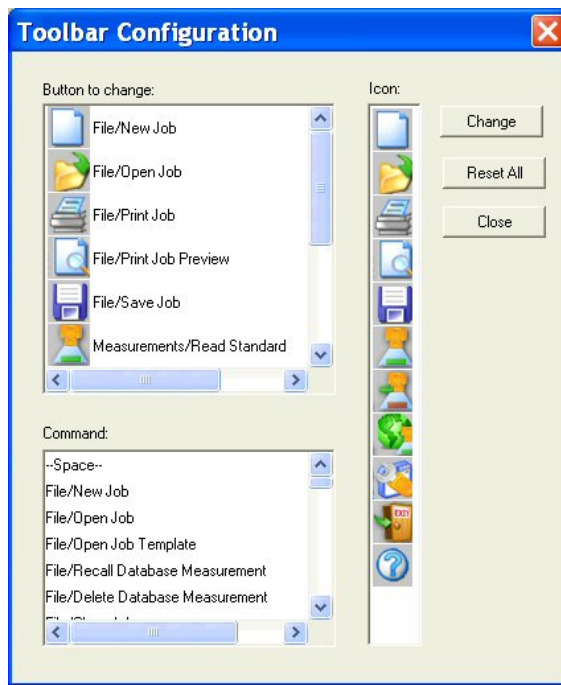 Toolbar Configuration
Button to change:
File/New Job
File/Open Job
File/Print Job
File/Print Job Preview
File/Save Job
Measurements/Read Standard
Icon:
EXIT
Change
Reset All
Close
Command:
--Space--
File/New Job
File/Open Job
File/Open Job Template
File/Recall Database Measurement
File/Delete Database Measurement